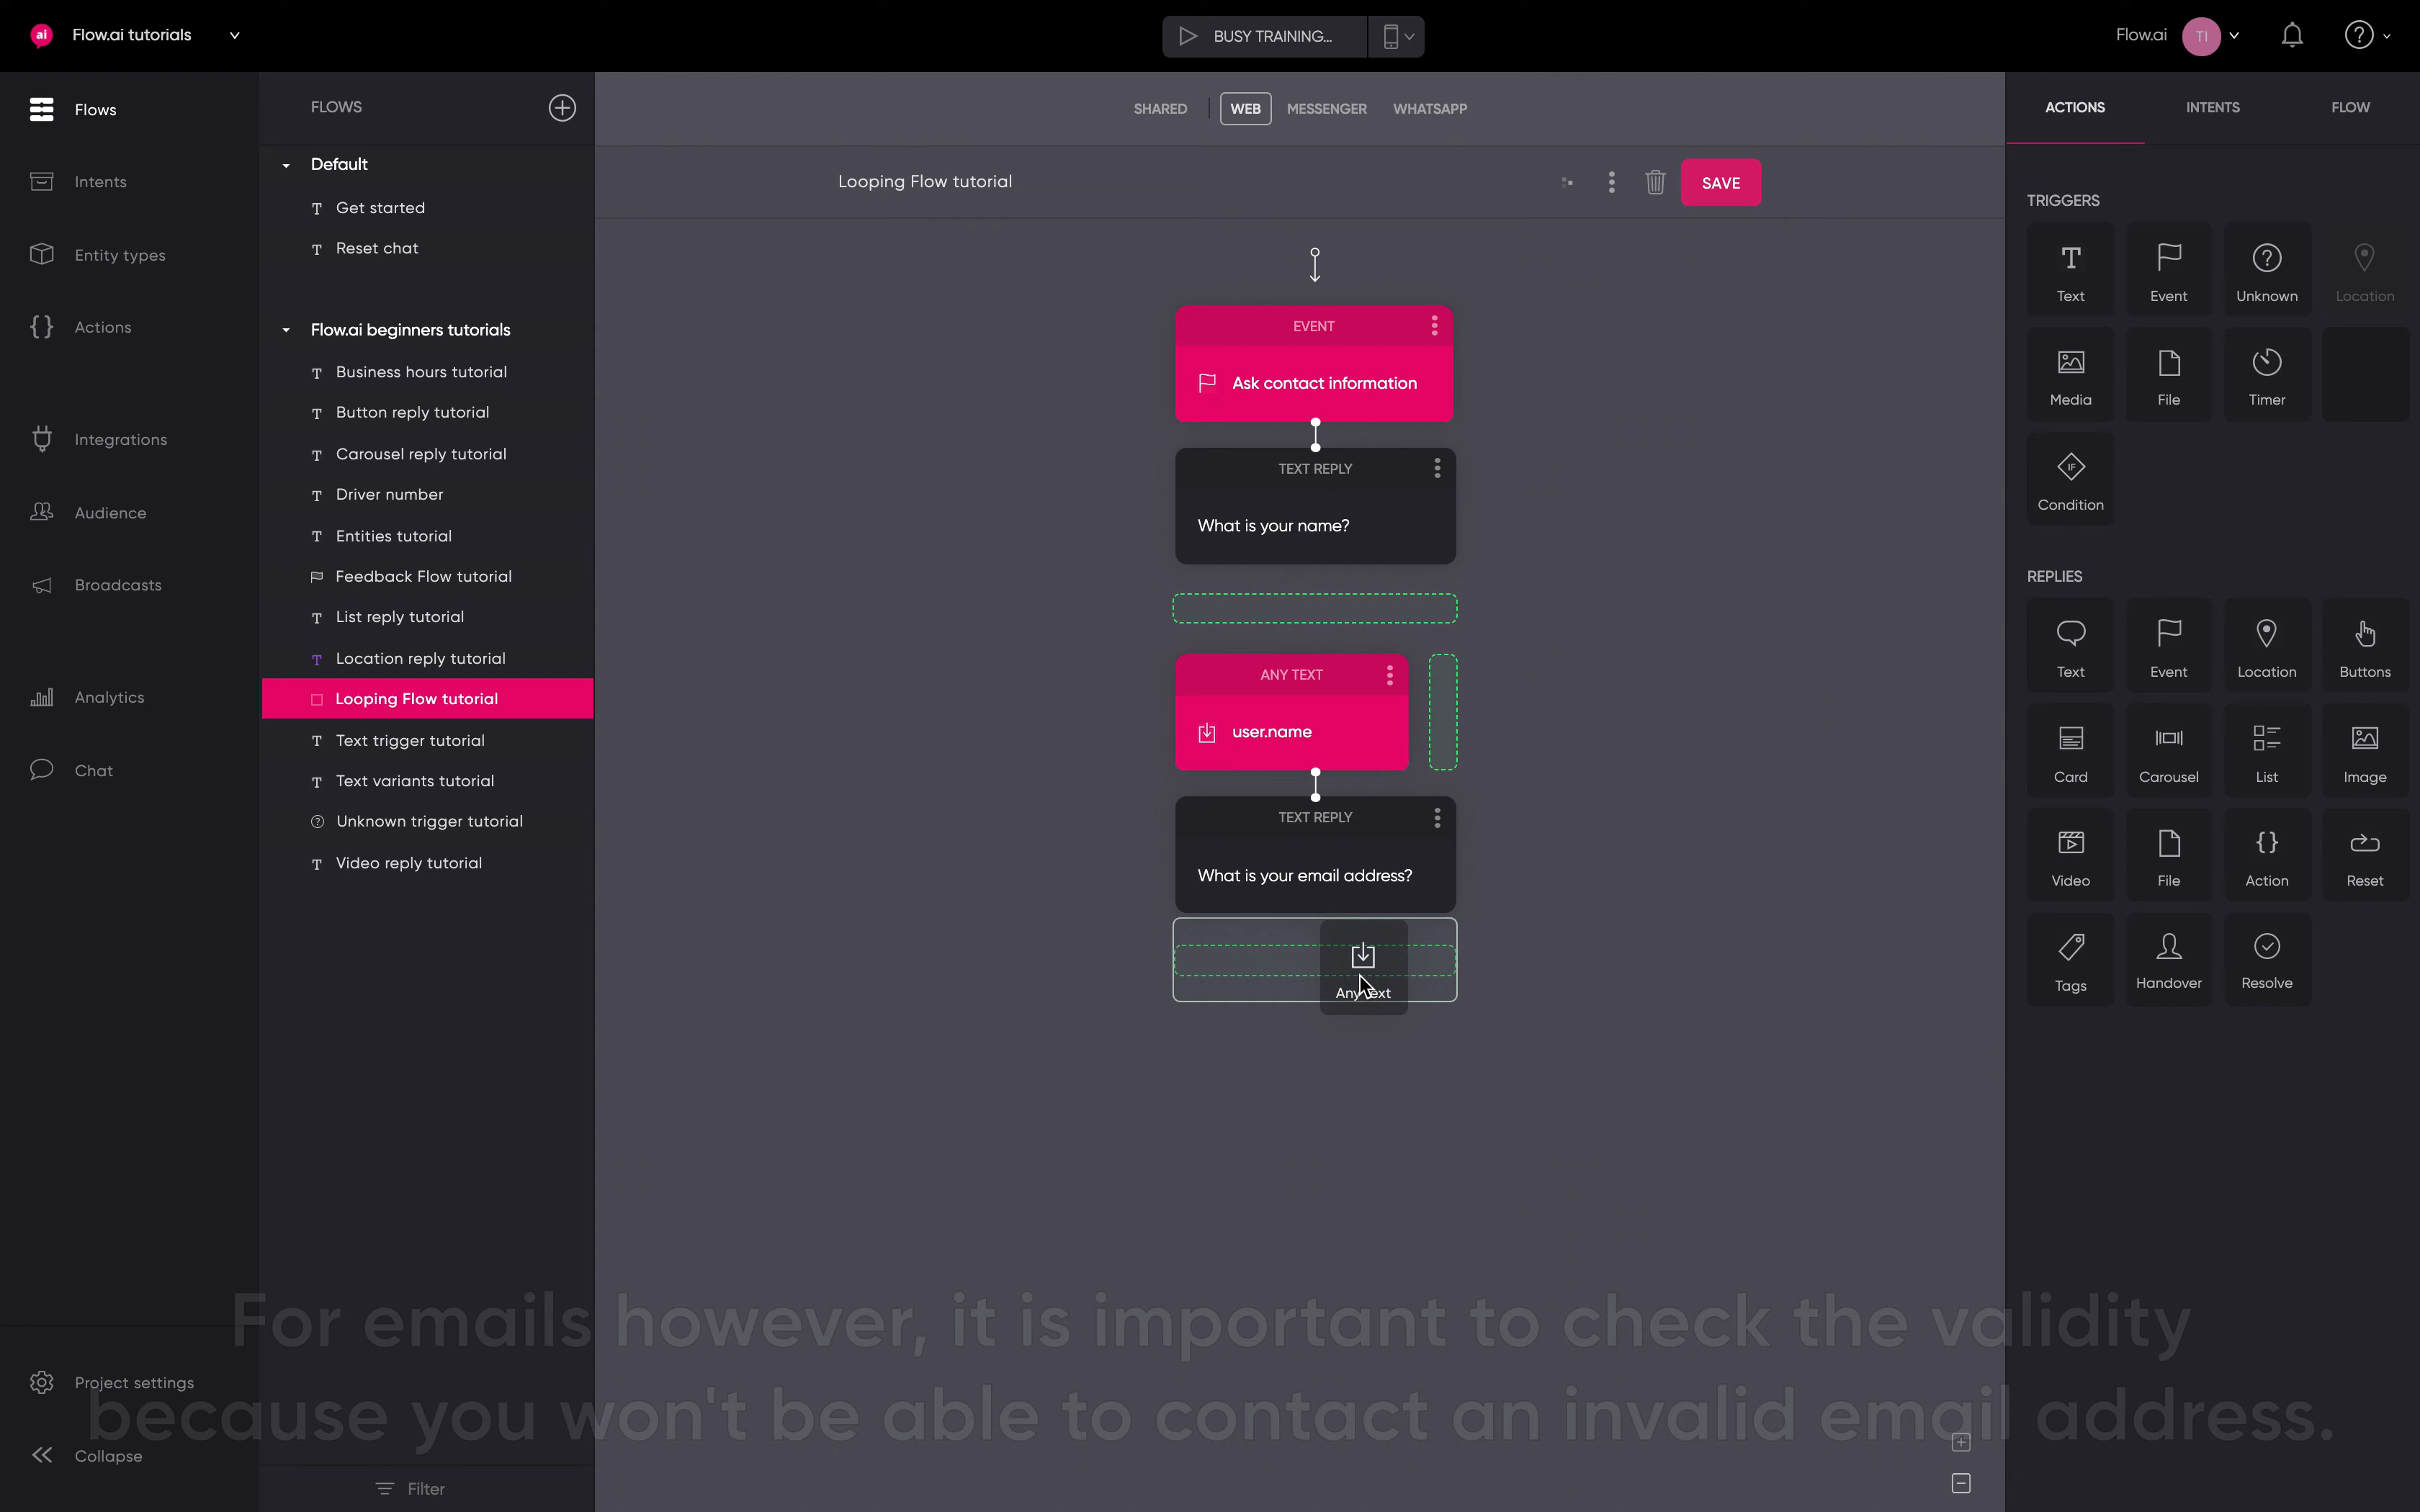 ai Flow.ai tutorials
BUSY TRAINING...
Flow.ai TI
Flows
Intents
Entity types
Actions
Integrations
Audience
Broadcasts
Analytics
Chat
Project settings
Collapse
FLOWS
Default
T Get started
T Reset chat
Flow.ai beginners tutorials
T Business hours tutorial
T Button reply tutorial
T Carousel reply tutorial
T Driver number
T Entities tutorial
Feedback Flow tutorial
T List reply tutorial
T Location reply tutorial
Looping Flow tutorial
T Text trigger tutorial
T Text variants tutorial
Unknown trigger tutorial
T Video reply tutorial
Filter
SHARED WEB MESSENGER WHATSAPP
Looping Flow tutorial
SAVE
EVENT
Ask contact information
TEXT REPLY
What is your name?
ANY TEXT
user.name
TEXT REPLY
What is your email address?
Any text
For emails however, it is important to check the validity
because you won't be able to contact an invalid email address.
ACTIONS INTENTS FLOW
TRIGGERS
Text Event Unknown Location
Media File Timer
IF
Condition
REPLIES
Text Event Location Buttons
Card Carousel List Image
Video File Action Reset
Tags Handover Resolve